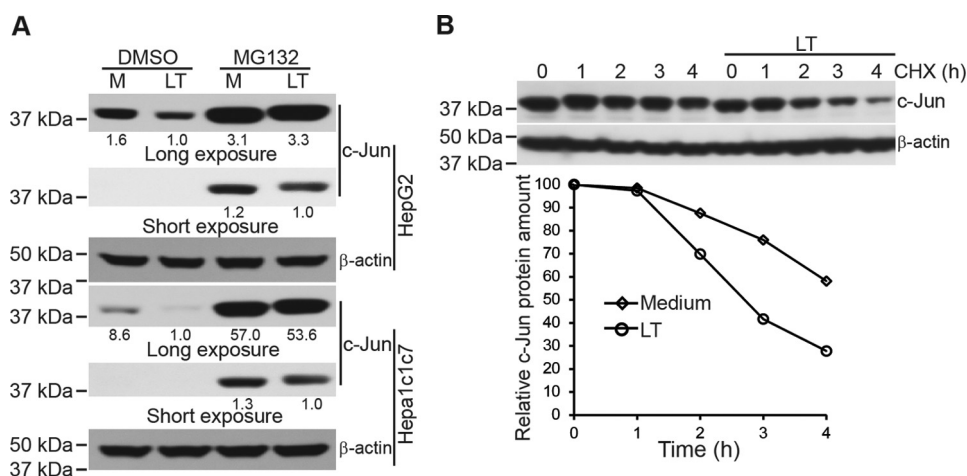 A
DMSO MG132
M LT M LT
37 kDa
1.6 1.0 3.1 3.3
Long exposure
37 kDa
1.2 1.0
Short exposure
50 kDa
β-actin
37 kDa
c-Jun
HepG2
37 kDa
8.6 1.0 57.0 53.6
Long exposure
37 kDa
1.3 1.0
Short exposure
50 kDa
β-actin
37 kDa
c-Jun
Hepa1c1c7
B
LT
0 1 2 3 4 0 1 2 3 4 CHX (h)
37 kDa
c-Jun
50 kDa
β-actin
37 kDa
Relative c-Jun protein amount
100
90
80
70
60
50
40
30
20
10
0
Medium
LT
0 1 2 3 4
Time (h)